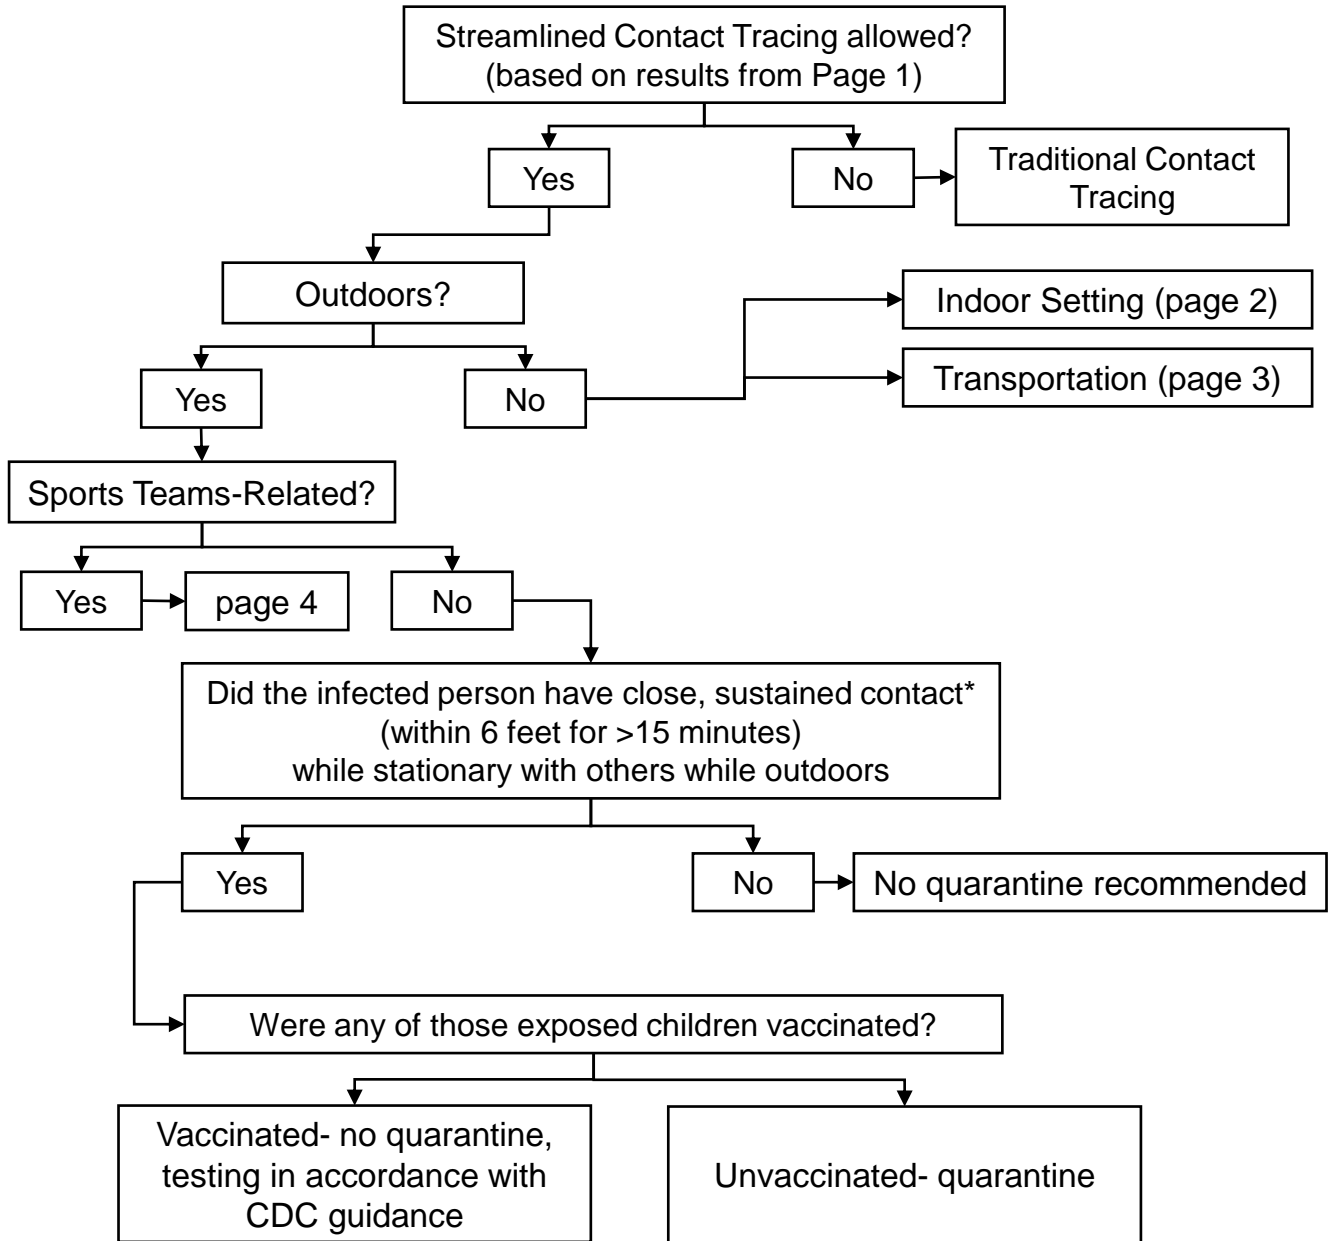 Streamlined Contact Tracing allowed?
(based on results from Page 1)
Yes
No
Traditional Contact
Tracing
Outdoors?
Indoor Setting (page 2)
Transportation (page 3)
Yes
No
Sports Teams-Related?
Yes
page 4
No
Did the infected person have close, sustained contact*
(within 6 feet for >15 minutes)
while stationary with others while outdoors
Yes
No
No quarantine recommended
Were any of those exposed children vaccinated?
Vaccinated- no quarantine,
testing in accordance with
CDC guidance
Unvaccinated- quarantine